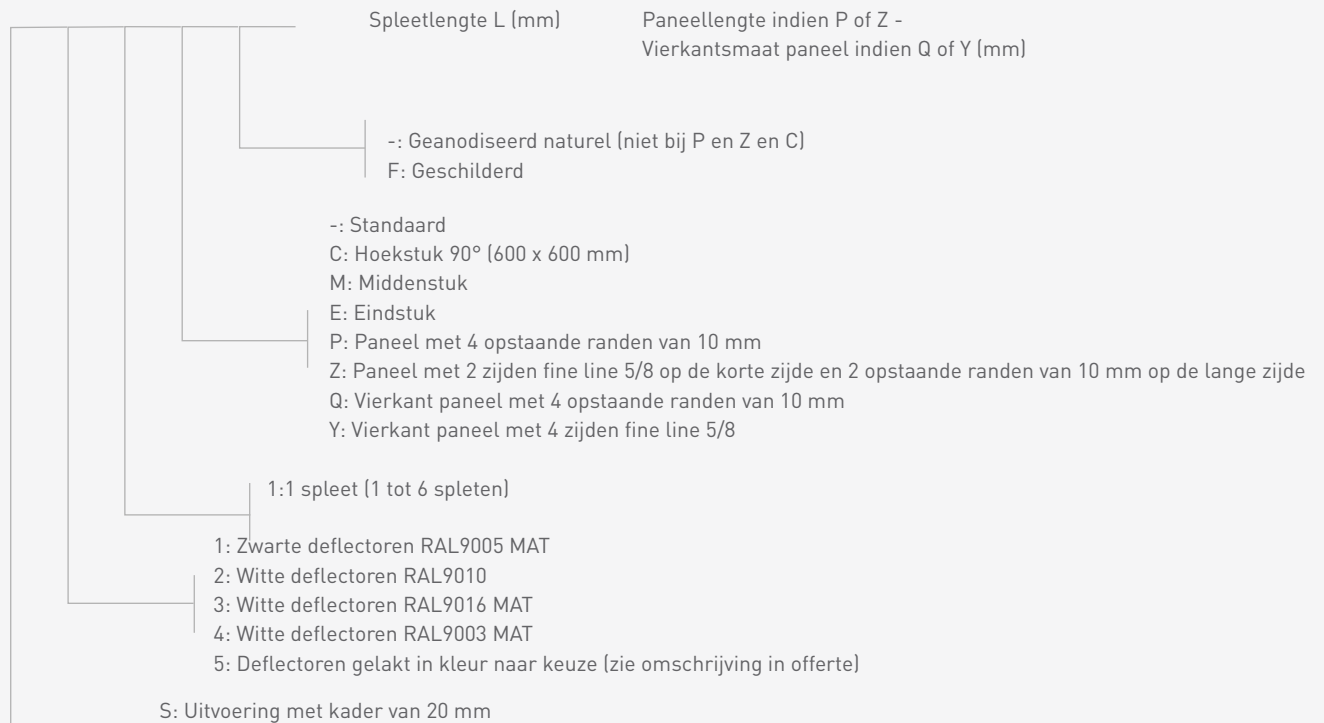 Spleetlengte L (mm)
Paneellengte indien P of Z -
Vierkantsmaat paneel indien Q of Y (mm)
-: Geanodiseerd naturel (niet bij P en Z en C)
F: Geschilderd
-: Standaard
C: Hoekstuk 90° (600 x 600 mm)
M: Middenstuk
E: Eindstuk
P: Paneel met 4 opstaande randen van 10 mm
Z: Paneel met 2 zijden fine line 5/8 op de korte zijde en 2 opstaande randen van 10 mm op de lange zijde
Q: Vierkant paneel met 4 opstaande randen van 10 mm
Y: Vierkant paneel met 4 zijden fine line 5/8
1:1 spleet (1 tot 6 spleten)
1: Zwarte deflectoren RAL9005 MAT
2: Witte deflectoren RAL9010
3: Witte deflectoren RAL9016 MAT
4: Witte deflectoren RAL9003 MAT
5: Deflectoren gelakt in kleur naar keuze (zie omschrijving in offerte)
S: Uitvoering met kader van 20 mm